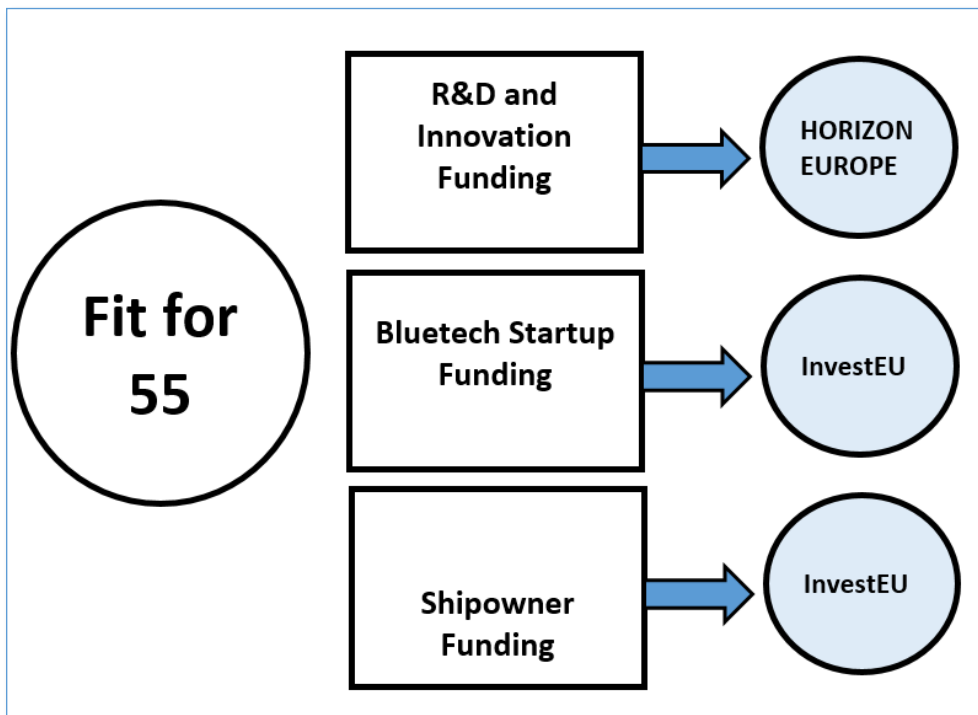 Fit for
55
R&D and
Innovation
Funding
HORIZON
EUROPE
Bluetech Startup
Funding
InvestEU
Shipowner
Funding
InvestEU